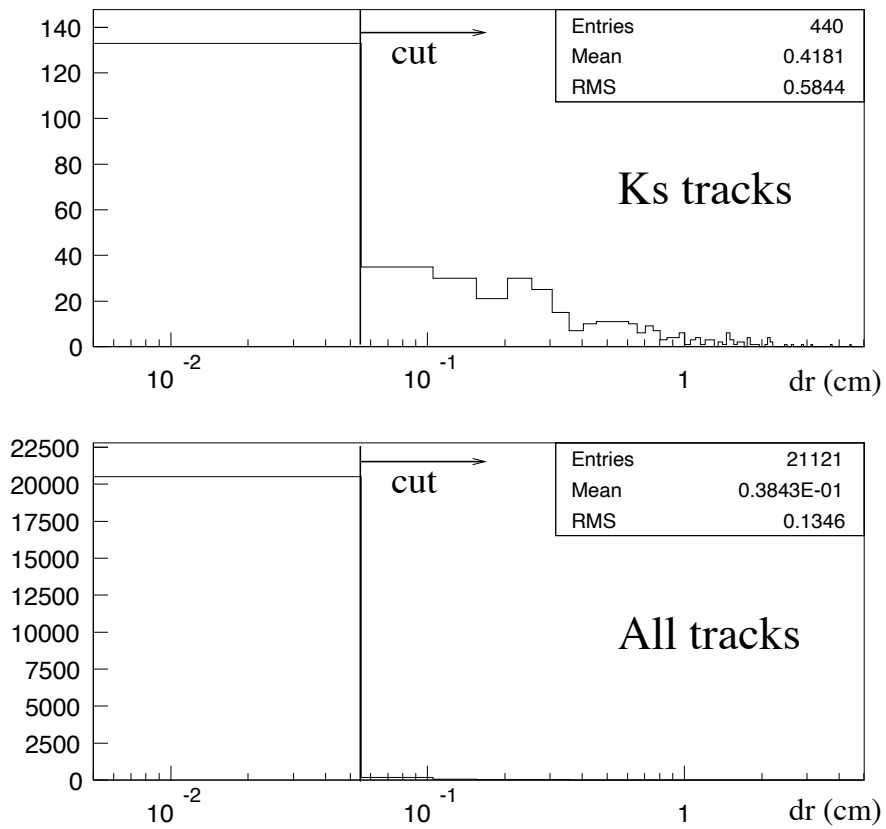 140
120
100
80
60
40
20
0
cut
Entries 440
Mean 0.4181
RMS 0.5844
Ks tracks
10 -2
10 -1
1
dr (cm)
22500
20000
17500
15000
12500
10000
7500
5000
2500
0
cut
Entries 21121
Mean 0.3843E-01
RMS 0.1346
All tracks
10 -2
10 -1
1
dr (cm)